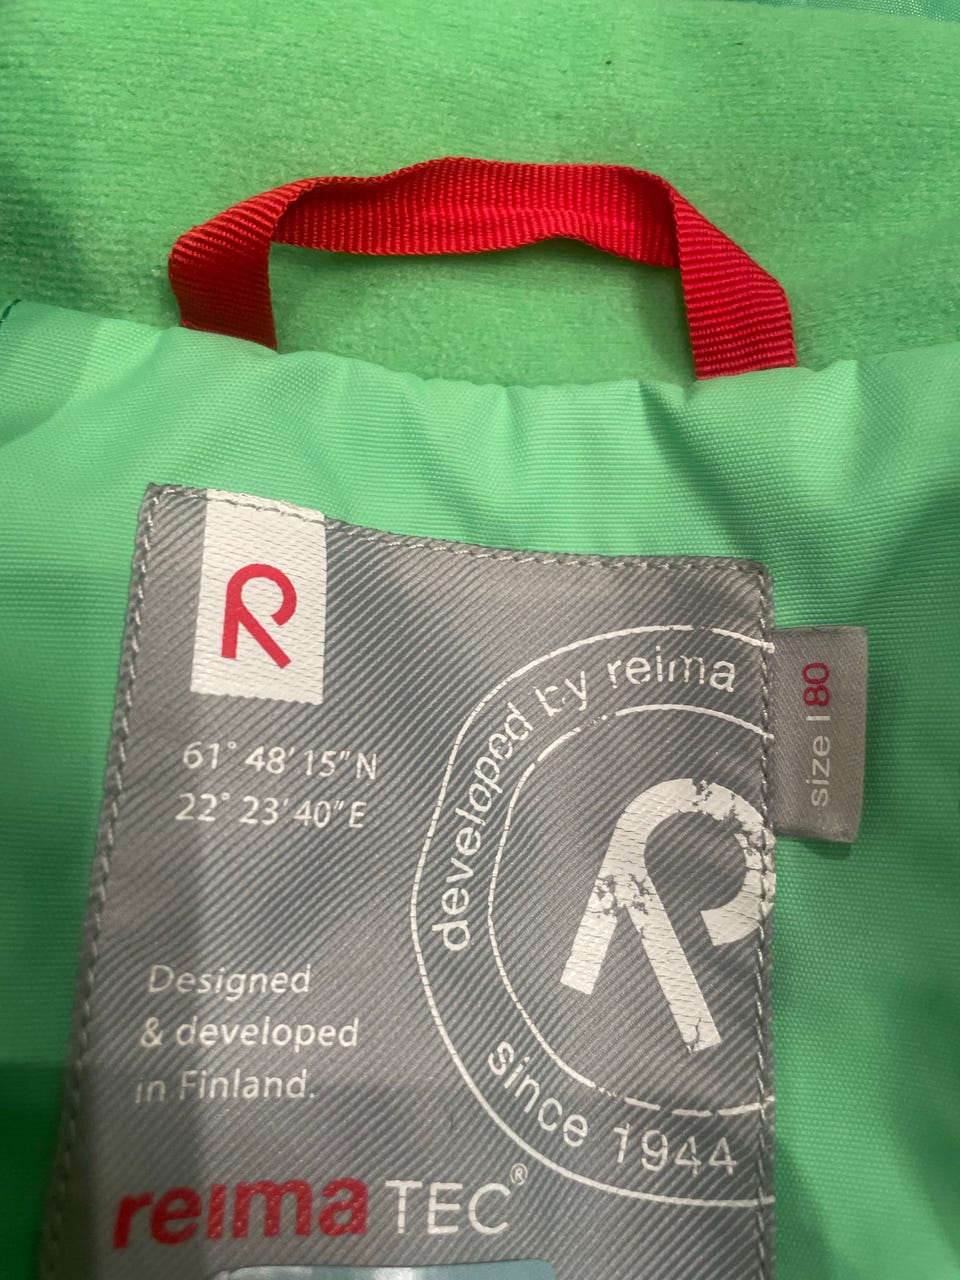 R
61° 48′ 15″ N
22° 23′ 40″ E
developed by reima
R
since 1944
size | 80
Designed
& developed
in Finland.
reima TEC®